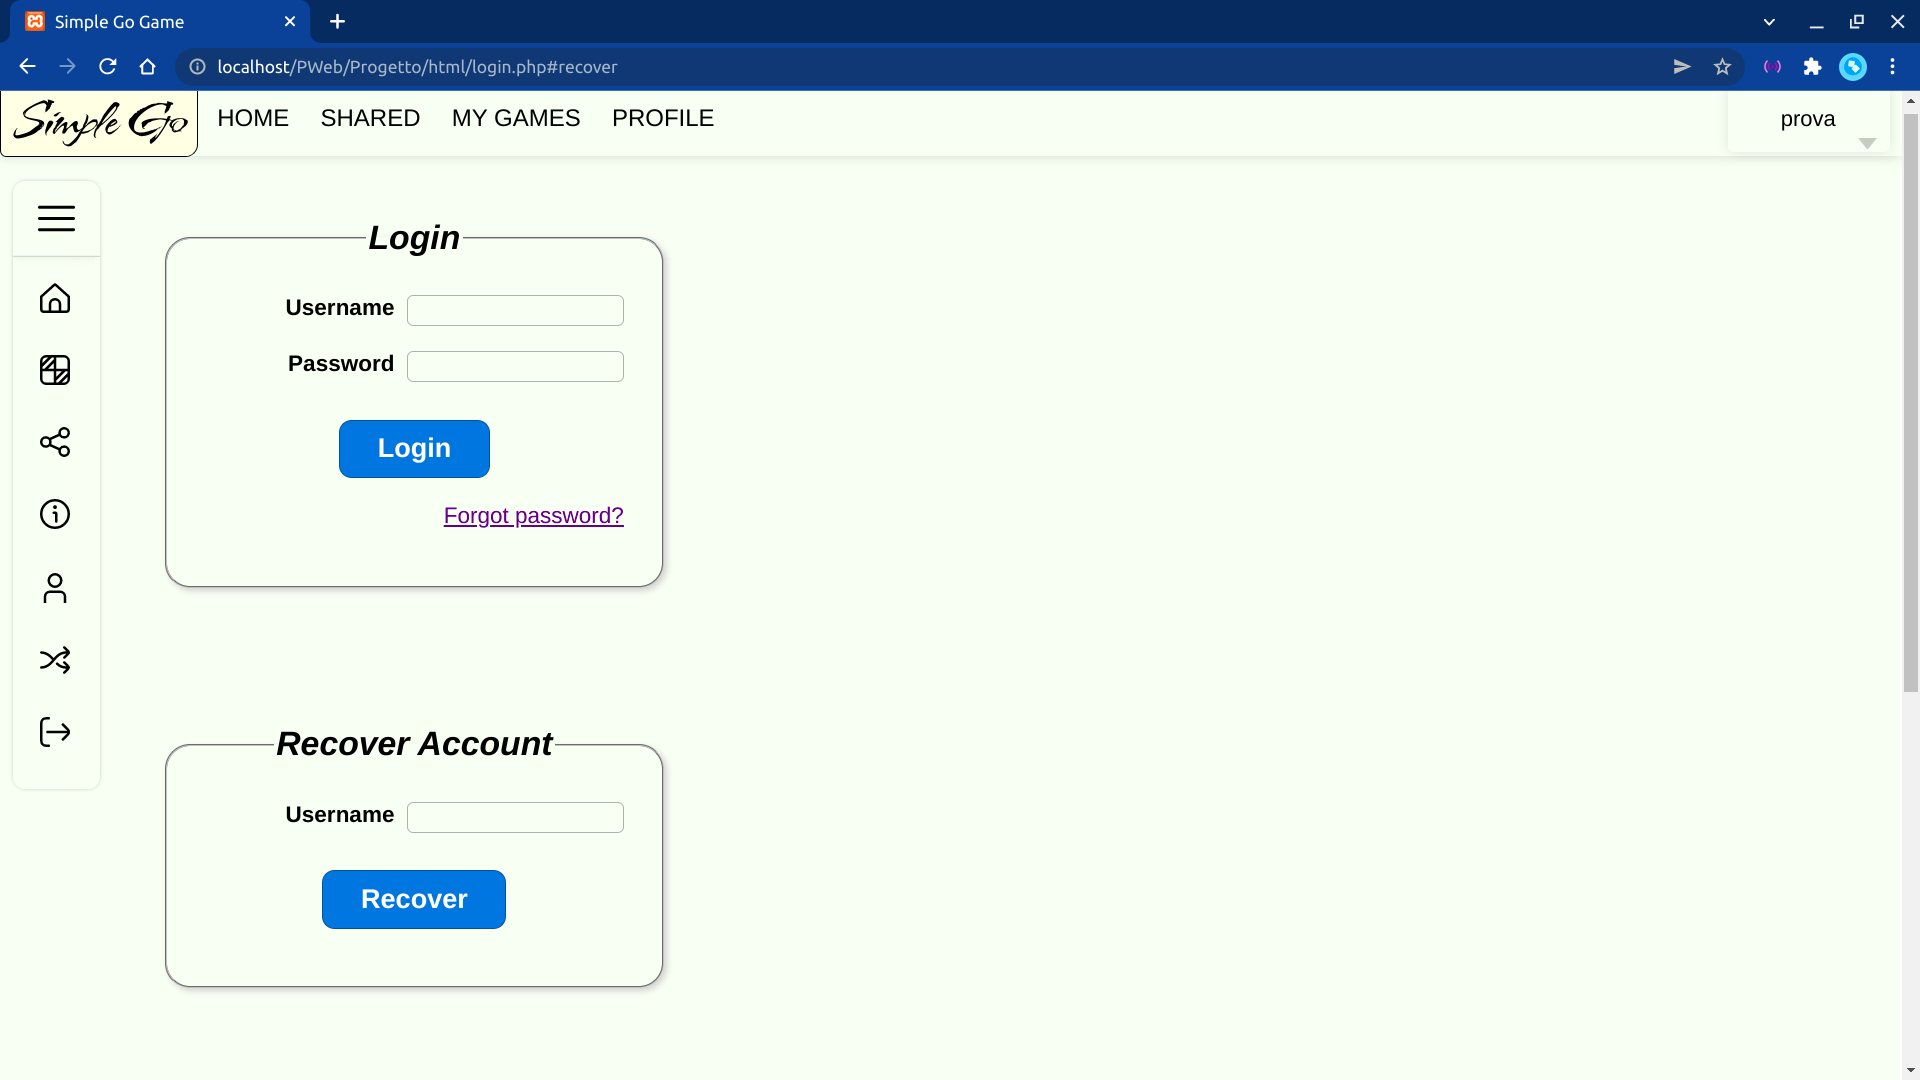 Simple Go Game
localhost/PWeb/Progetto/html/login.php#recover
Simple Go HOME SHARED MY GAMES PROFILE prova
Login
Username
Password
Login
Forgot password?
Recover Account
Username
Recover